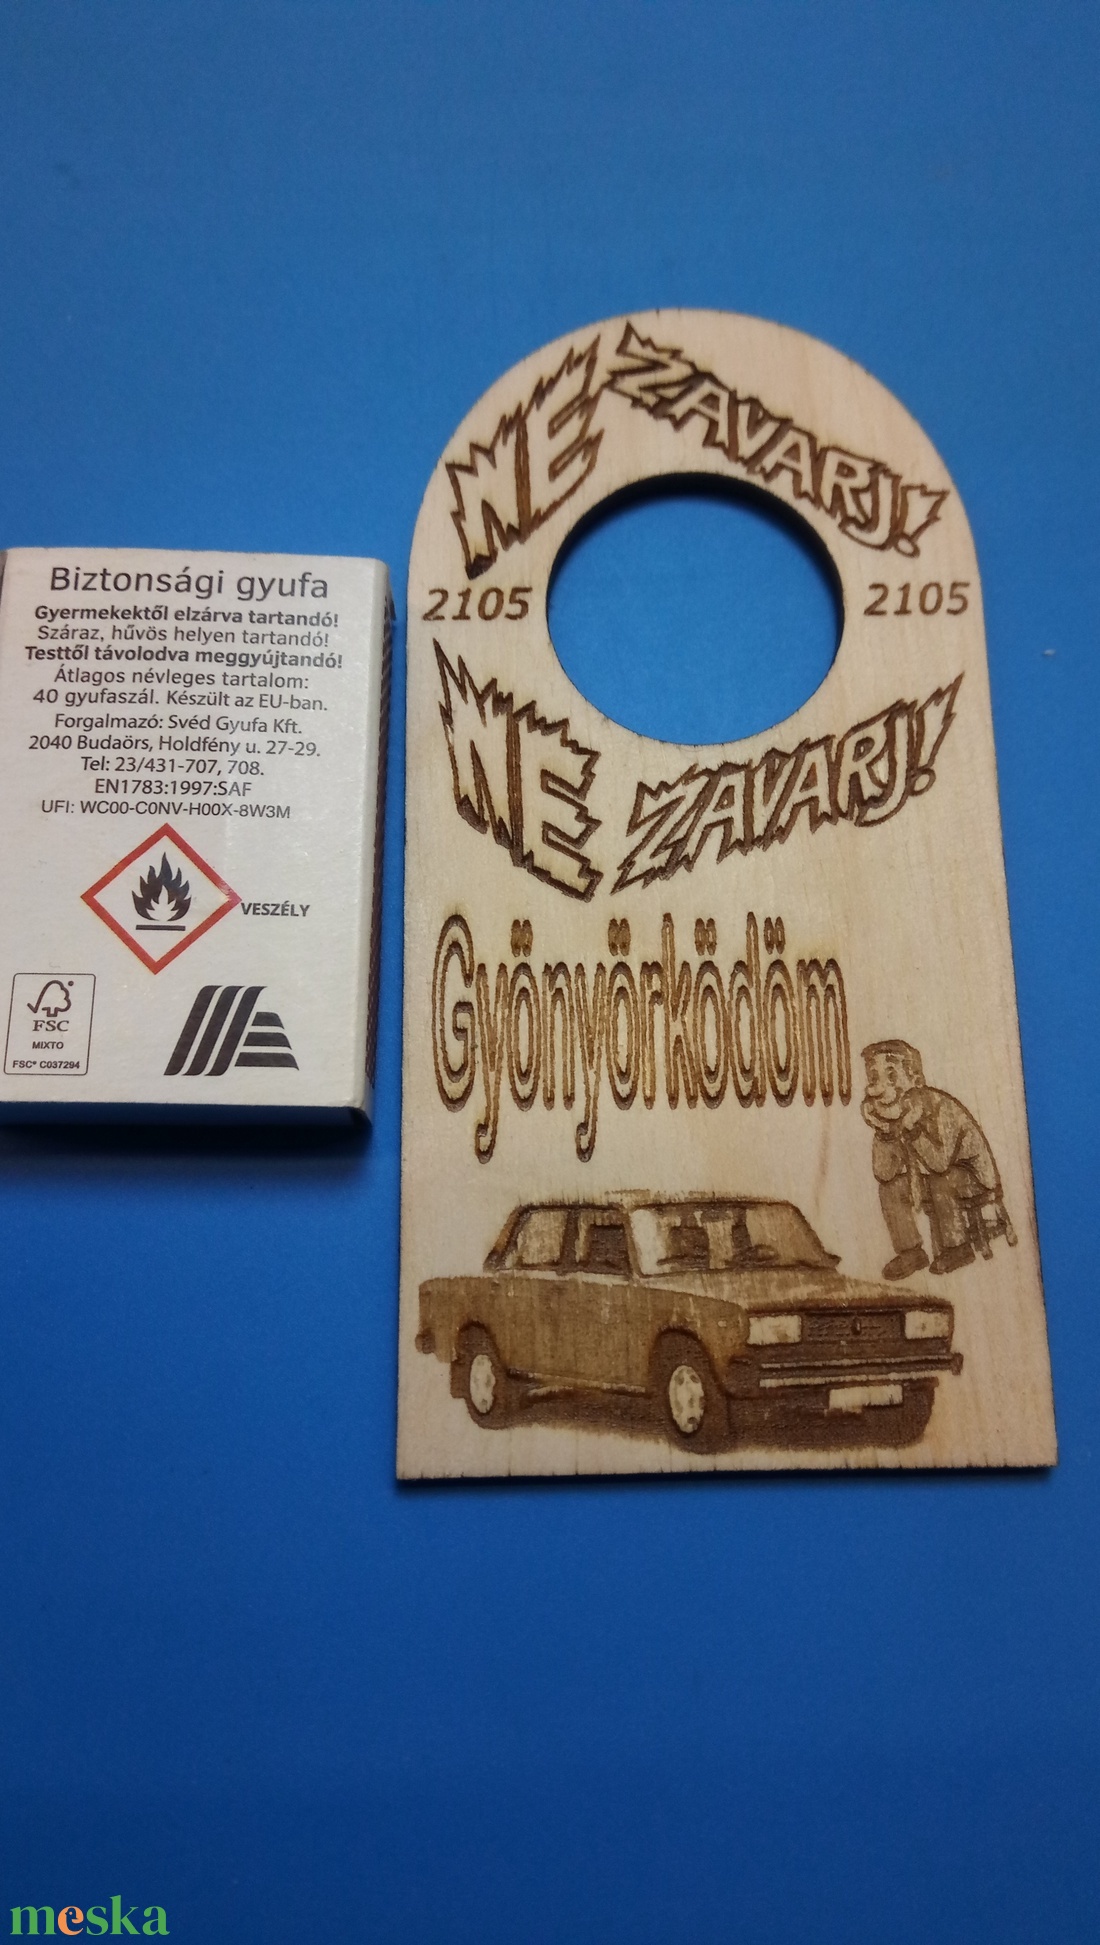 NE ZAVARJ!
2105 2105
NE ZAVARJ!
Gyönyörködöm
Biztonsági gyufa
Gyermekektől elzárva tartandó!
Száraz, hűvös helyen tartandó!
Testtől távolodva meggyújtandó!
Átlagos névleges tartalom:
40 gyufaszál. Készült az EU-ban.
Forgalmazó: Svéd Gyufa Kft.
2040 Budaörs, Holdfény u. 27-29.
Tel: 23/431-707, 708.
EN1783:1997:SAF
UFI: WC00-C0NV-H00X-8W3M
VESZÉLY
FSC
MIXTO
FSC® C037294
meska